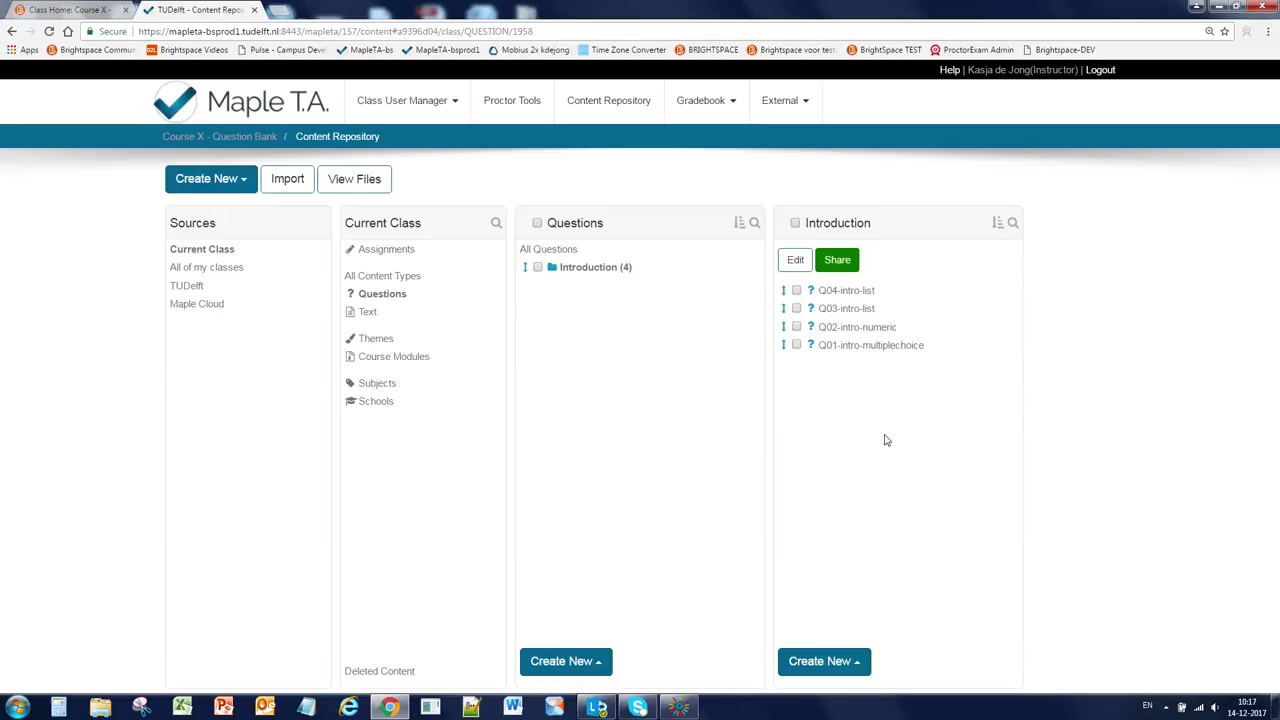 Class Home: Course X -
TUDelft - Content Repos
Secure
https://mapleta-bsprod1.tudelft.nl:8443/mapleta/157/content#a9396d04/class/QUESTION/1958
Apps
Brightspace Commu
Brightspace Videos
Pulse - Campus Deve
MapleTA-bs
MapleTA-bsprod1
Mobius 2x kdejong
Time Zone Converter
BRIGHTSPACE
Brightspace voor test
BrightSpace TEST
ProctorExam Admin
Brightspace-DEV
Help | Kasja de Jong(Instructor) | Logout
Maple T.A.
Class User Manager
Proctor Tools
Content Repository
Gradebook
External
Course X - Question Bank / Content Repository
Create New
Import
View Files
Sources
Current Class
All of my classes
TUDelft
Maple Cloud
Current Class
Assignments
All Content Types
? Questions
Text
Themes
Course Modules
Subjects
Schools
Deleted Content
Questions
All Questions
Introduction (4)
Create New
Introduction
Edit
Share
? Q04-intro-list
? Q03-intro-list
? Q02-intro-numeric
? Q01-intro-multiplechoice
Create New
EN
10:17
14-12-2017